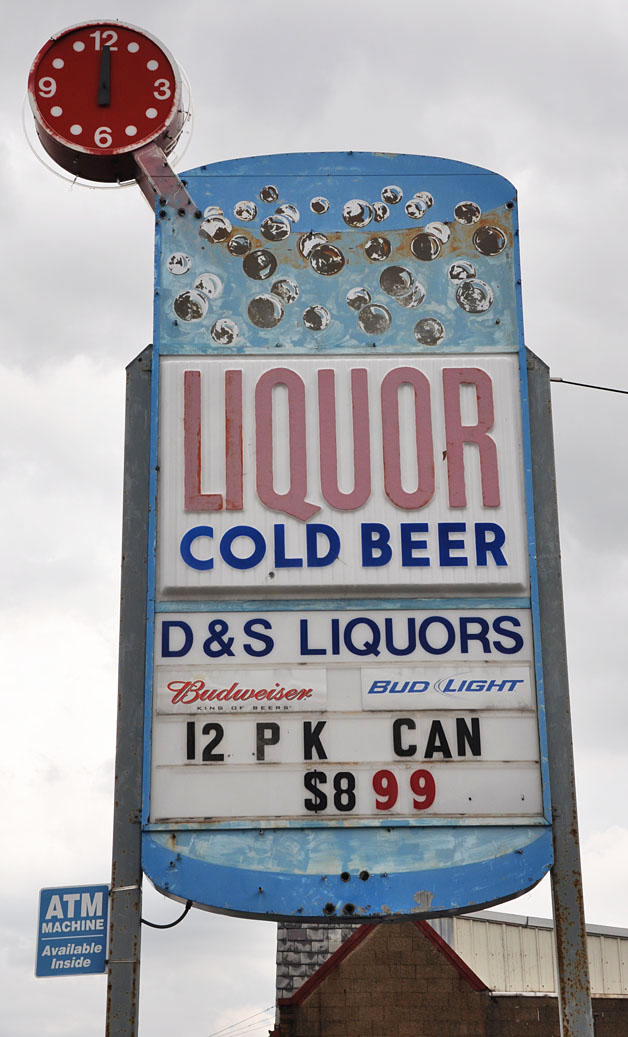 12
9 3
6
LIQUOR
COLD BEER
D&S LIQUORS
Budweiser BUD LIGHT
KING OF BEERS
12 PK CAN
$8 99
ATM
MACHINE
Available
Inside